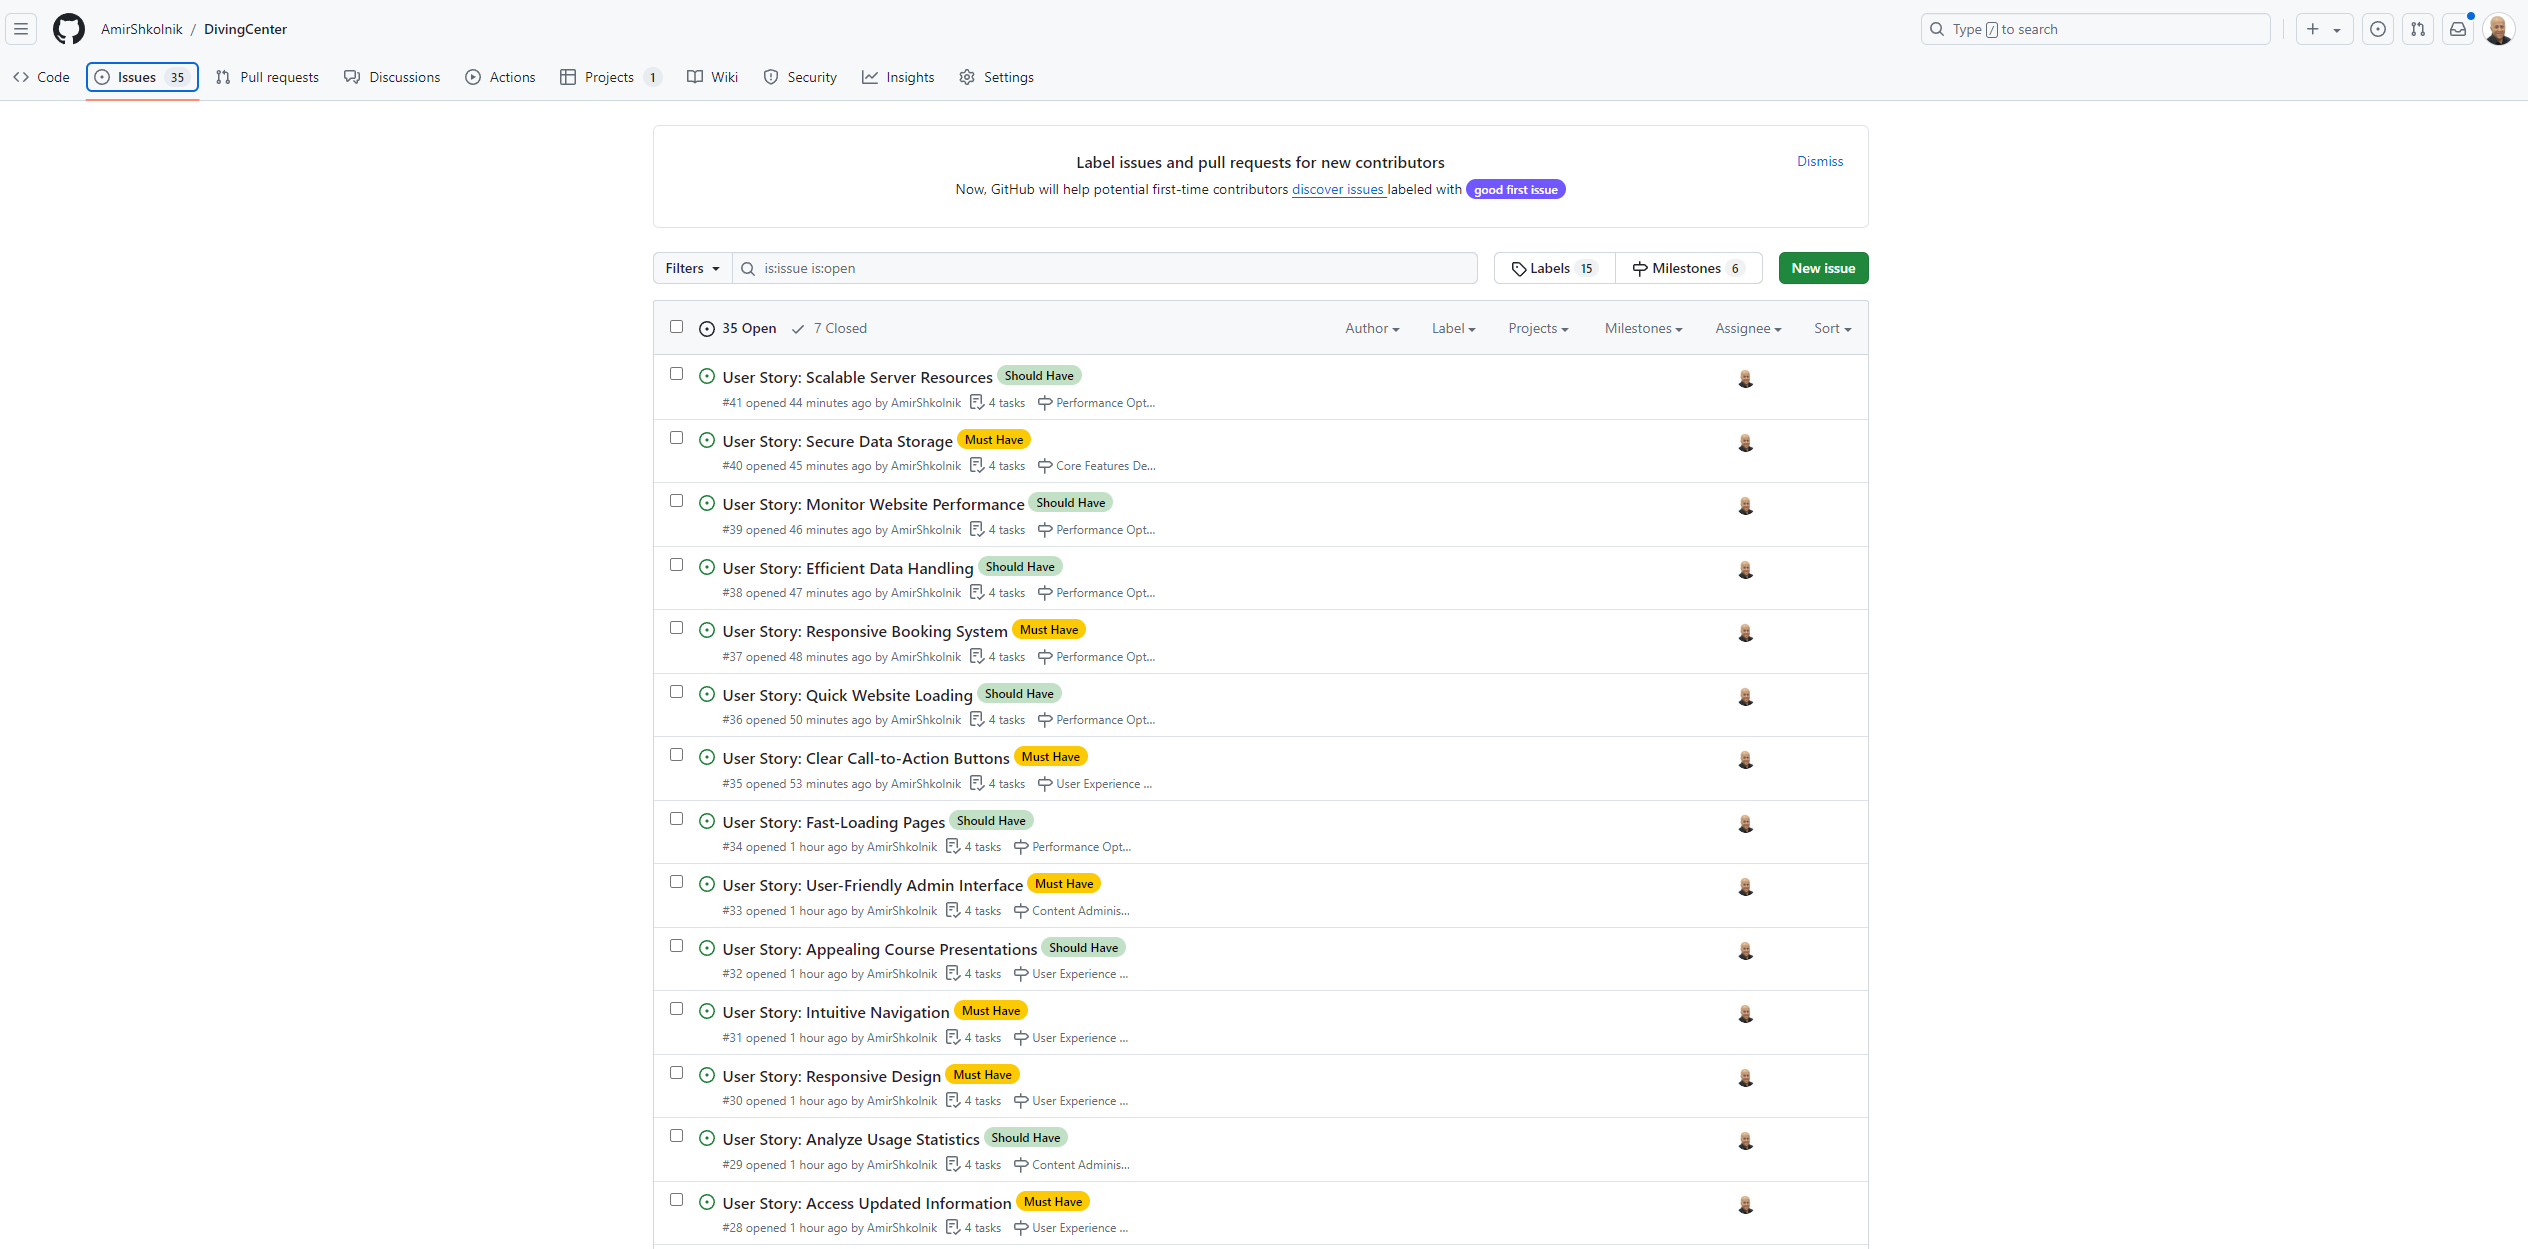 AmirShkolnik / DivingCenter
Type / to search
Code Issues 35 Pull requests Discussions Actions Projects 1 Wiki Security Insights Settings
Label issues and pull requests for new contributors
Dismiss
Now, GitHub will help potential first-time contributors discover issues labeled with good first issue
Filters is:issue is:open Labels 15 Milestones 6 New issue
35 Open 7 Closed Author Label Projects Milestones Assignee Sort
User Story: Scalable Server Resources Should Have
#41 opened 44 minutes ago by AmirShkolnik 4 tasks Performance Opt...
User Story: Secure Data Storage Must Have
#40 opened 45 minutes ago by AmirShkolnik 4 tasks Core Features De...
User Story: Monitor Website Performance Should Have
#39 opened 46 minutes ago by AmirShkolnik 4 tasks Performance Opt...
User Story: Efficient Data Handling Should Have
#38 opened 47 minutes ago by AmirShkolnik 4 tasks Performance Opt...
User Story: Responsive Booking System Must Have
#37 opened 48 minutes ago by AmirShkolnik 4 tasks Performance Opt...
User Story: Quick Website Loading Should Have
#36 opened 50 minutes ago by AmirShkolnik 4 tasks Performance Opt...
User Story: Clear Call-to-Action Buttons Must Have
#35 opened 53 minutes ago by AmirShkolnik 4 tasks User Experience ...
User Story: Fast-Loading Pages Should Have
#34 opened 1 hour ago by AmirShkolnik 4 tasks Performance Opt...
User Story: User-Friendly Admin Interface Must Have
#33 opened 1 hour ago by AmirShkolnik 4 tasks Content Adminis...
User Story: Appealing Course Presentations Should Have
#32 opened 1 hour ago by AmirShkolnik 4 tasks User Experience ...
User Story: Intuitive Navigation Must Have
#31 opened 1 hour ago by AmirShkolnik 4 tasks User Experience ...
User Story: Responsive Design Must Have
#30 opened 1 hour ago by AmirShkolnik 4 tasks User Experience ...
User Story: Analyze Usage Statistics Should Have
#29 opened 1 hour ago by AmirShkolnik 4 tasks Content Adminis...
User Story: Access Updated Information Must Have
#28 opened 1 hour ago by AmirShkolnik 4 tasks User Experience ...